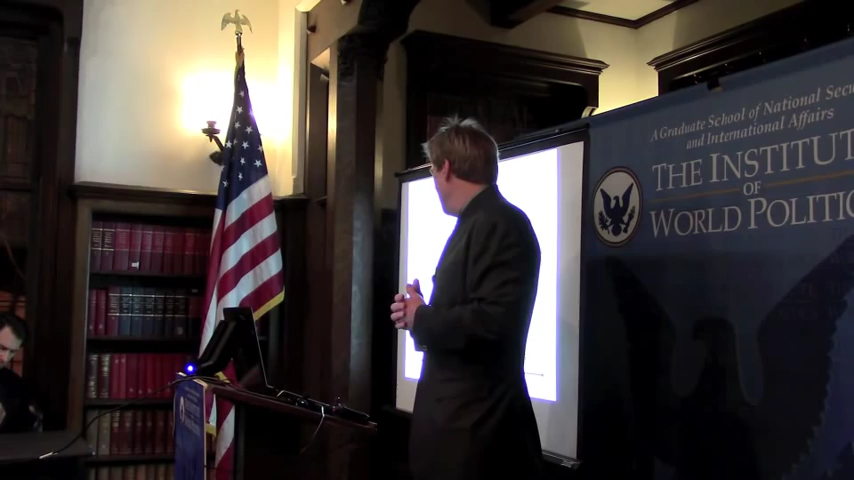 A Graduate School of National Secu
and International Affairs
THE INSTITUT
OF
WORLD POLITIC